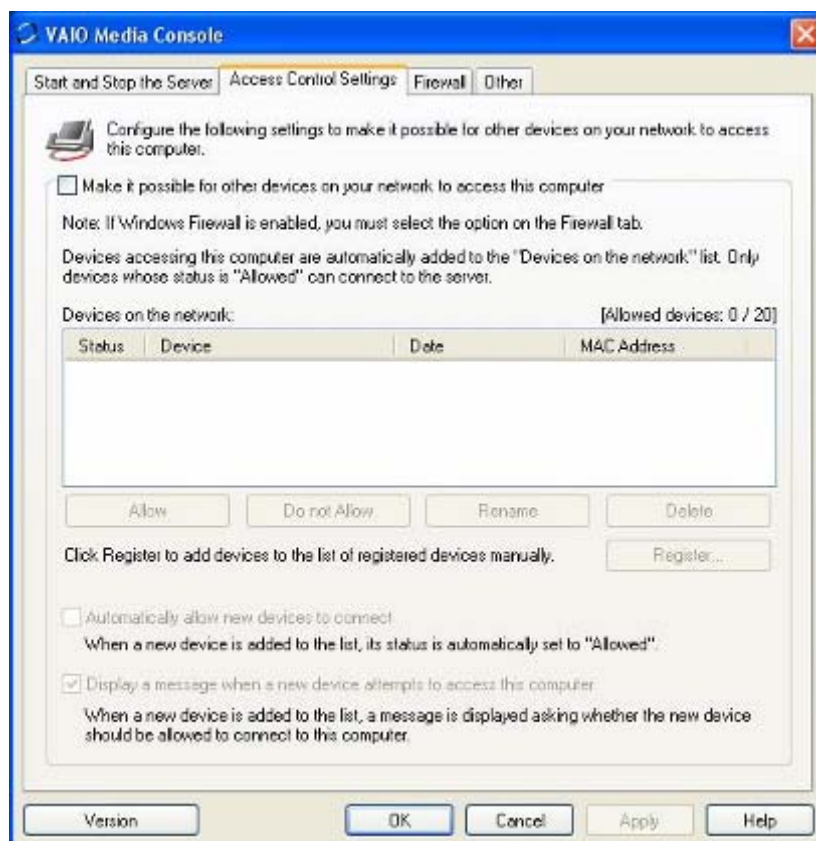 VAIO Media Console
Start and Stop the Server Access Control Settings Firewall Other
Configure the following settings to make it possible for other devices on your network to access
this computer.
Make it possible for other devices on your network to access this computer
Note: If Windows Firewall is enabled, you must select the option on the Firewall tab.
Devices accessing this computer are automatically added to the "Devices on the network" list. Only
devices whose status is "Allowed" can connect to the server.
Devices on the network: [Allowed devices: 0 / 20]
Status Device Date MAC Address
Allow Do not Allow Rename Delete
Click Register to add devices to the list of registered devices manually. Register...
Automatically allow new devices to connect
When a new device is added to the list, its status is automatically set to "Allowed".
Display a message when a new device attempts to access this computer
When a new device is added to the list, a message is displayed asking whether the new device
should be allowed to connect to this computer.
Version OK Cancel Apply Help